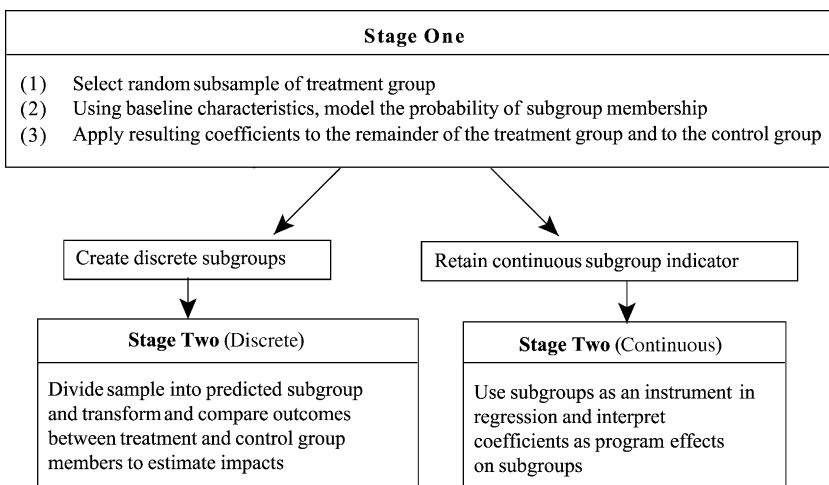 Stage One
(1) Select random subsample of treatment group
(2) Using baseline characteristics, model the probability of subgroup membership
(3) Apply resulting coefficients to the remainder of the treatment group and to the control group
Create discrete subgroups
Retain continuous subgroup indicator
Stage Two (Discrete)
Divide sample into predicted subgroup
and transform and compare outcomes
between treatment and control group
members to estimate impacts
Stage Two (Continuous)
Use subgroups as an instrument in
regression and interpret
coefficients as program effects
on subgroups